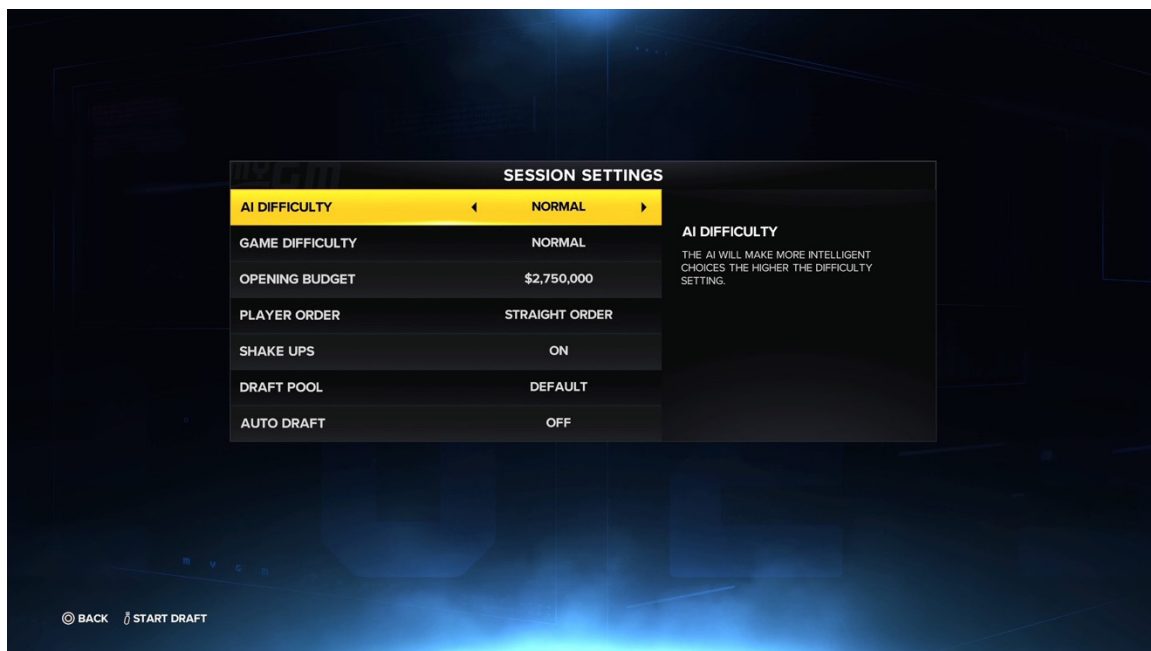 MyGM
SESSION SETTINGS
AI DIFFICULTY NORMAL
GAME DIFFICULTY NORMAL
OPENING BUDGET $2,750,000
PLAYER ORDER STRAIGHT ORDER
SHAKE UPS ON
DRAFT POOL DEFAULT
AUTO DRAFT OFF
AI DIFFICULTY
THE AI WILL MAKE MORE INTELLIGENT
CHOICES THE HIGHER THE DIFFICULTY
SETTING.
M Y G M
BACK START DRAFT